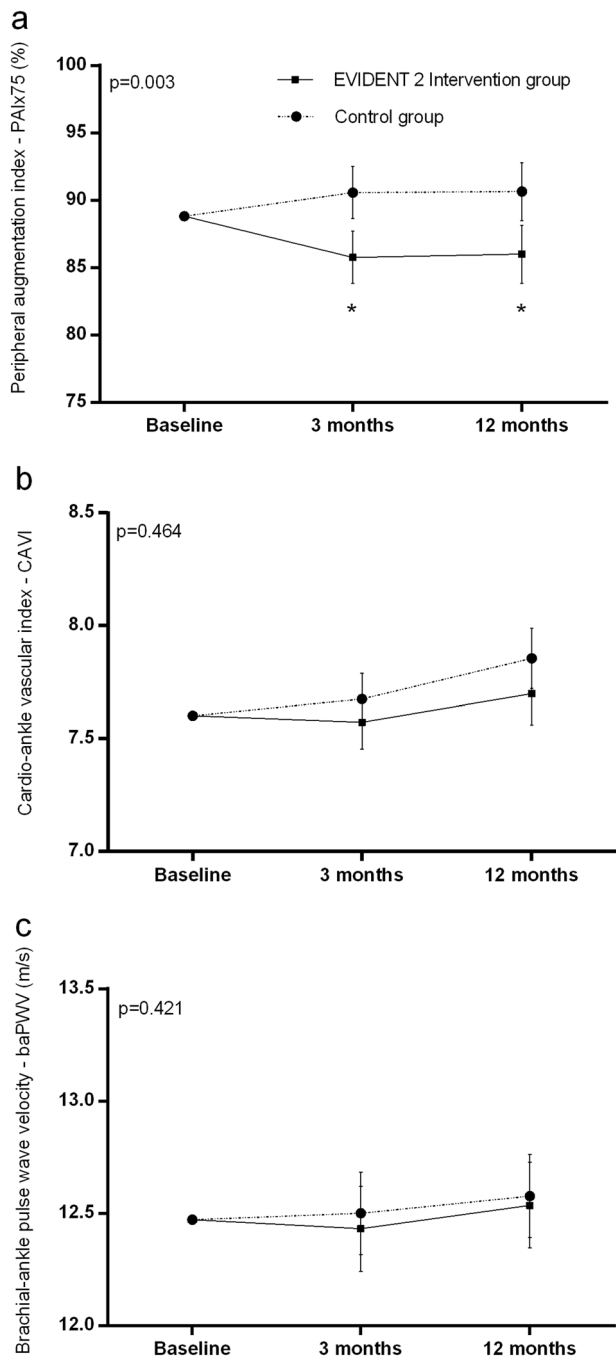 a
Peripheral augmentation index - PAIx75 (%)
100
95
90
85
80
75
p=0.003
EVIDENT 2 Intervention group
Control group
*
*
Baseline
3 months
12 months
b
Cardio-ankle vascular index - CAVI
8.5
8.0
7.5
7.0
p=0.464
Baseline
3 months
12 months
c
Brachial-ankle pulse wave velocity - baPWV (m/s)
13.5
13.0
12.5
12.0
p=0.421
Baseline
3 months
12 months